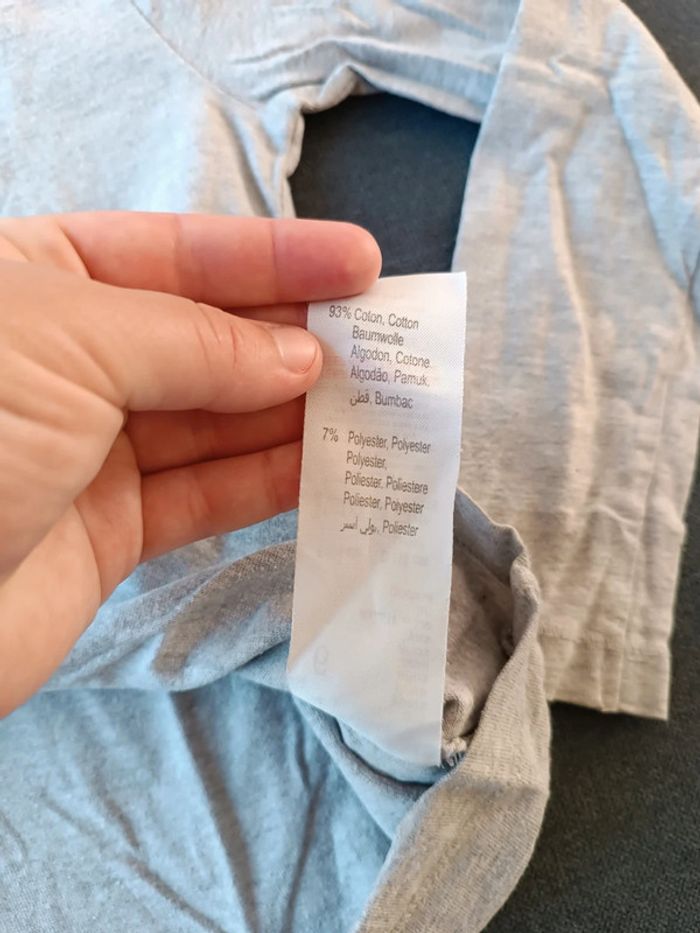 93% Coton, Cotton
Baumwolle
Algodon, Cotone
Algodão, Pamuk,
قطن, Bumbac
7% Polyester, Polyester
Polyester,
Poliester, Poliestere
Poliester, Polyester
بولي استر, Poliester